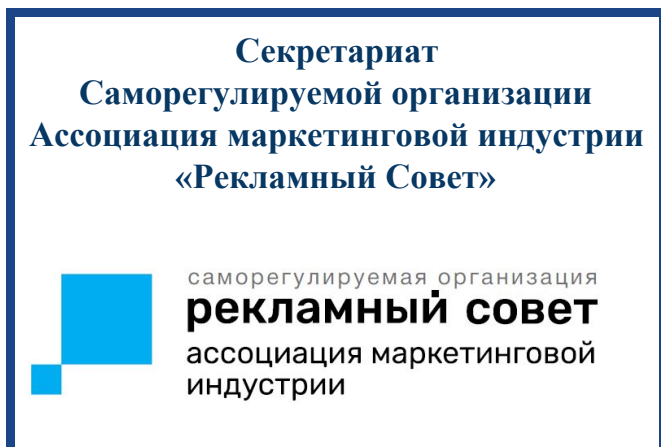 Секретариат
Саморегулируемой организации
Ассоциация маркетинговой индустрии
«Рекламный Совет»
саморегулируемая организация
рекламный совет
ассоциация маркетинговой
индустрии